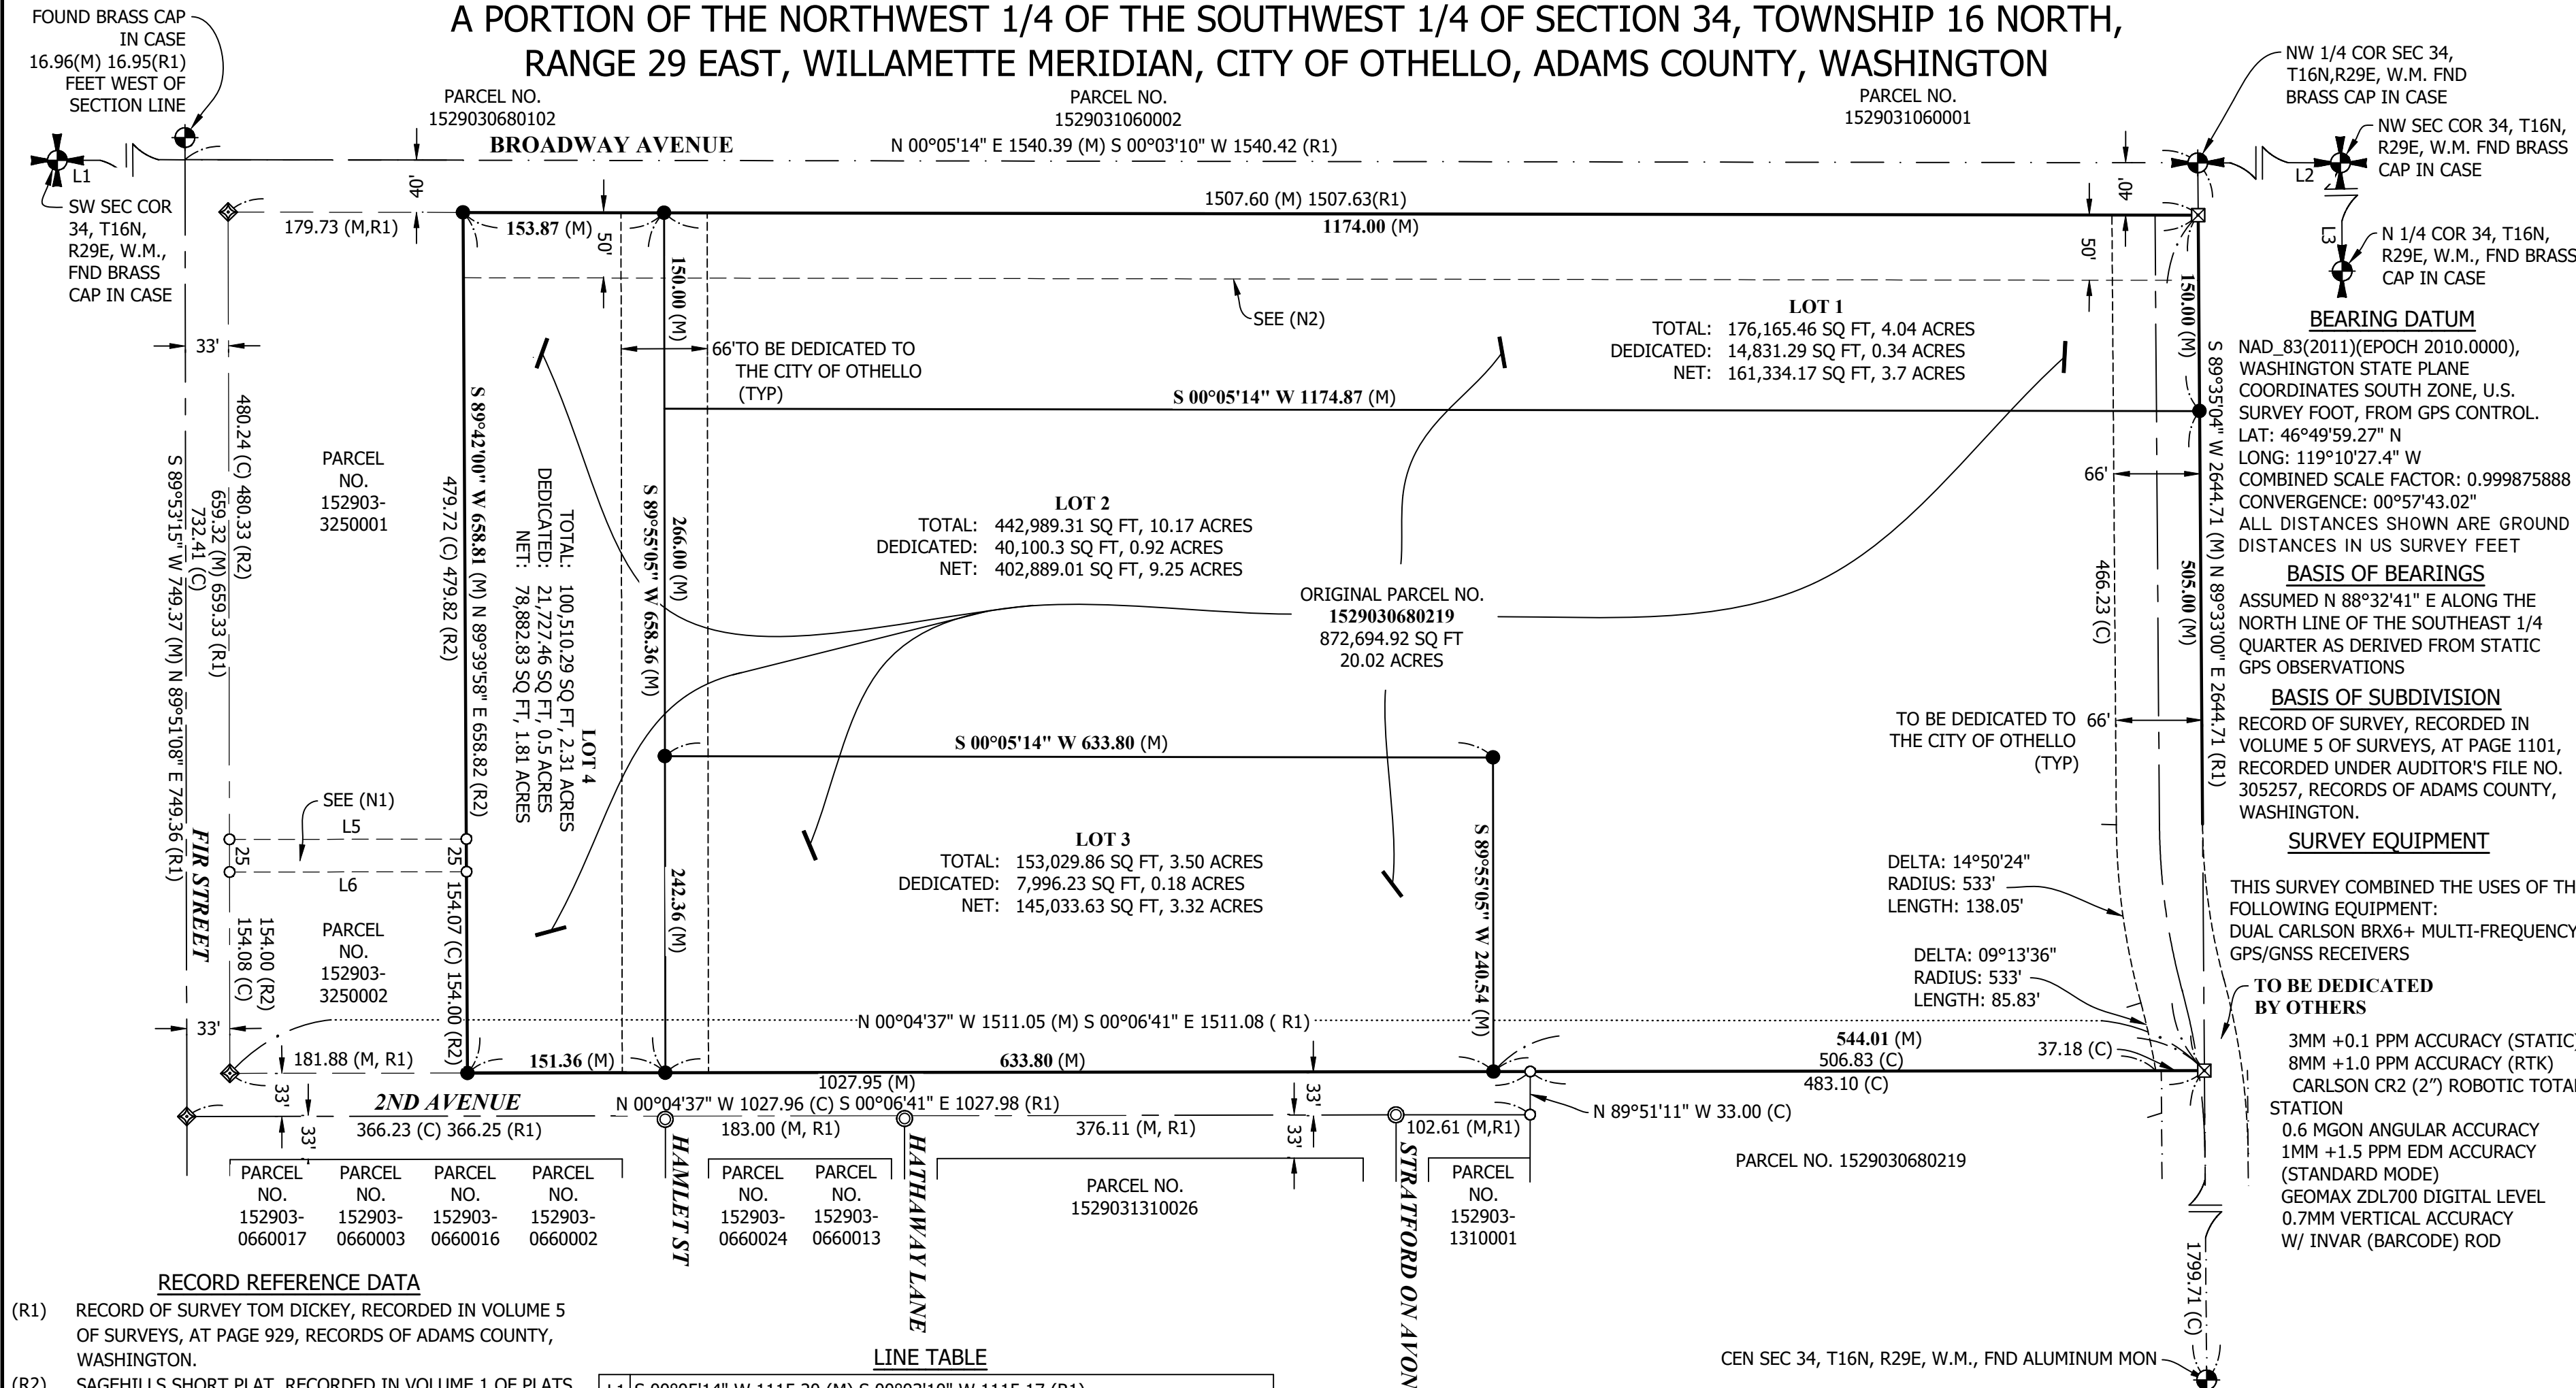 A PORTION OF THE NORTHWEST 1/4 OF THE SOUTHWEST 1/4 OF SECTION 34, TOWNSHIP 16 NORTH,
RANGE 29 EAST, WILLAMETTE MERIDIAN, CITY OF OTHELLO, ADAMS COUNTY, WASHINGTON
FOUND BRASS CAP
IN CASE
16.96(M) 16.95(R1)
FEET WEST OF
SECTION LINE
PARCEL NO.
1529030680102
PARCEL NO.
1529031060002
PARCEL NO.
1529031060001
BROADWAY AVENUE
N 00°05'14" E 1540.39 (M) S 00°03'10" W 1540.42 (R1)
NW 1/4 COR SEC 34,
T16N,R29E, W.M. FND
BRASS CAP IN CASE
NW SEC COR 34, T16N,
R29E, W.M. FND BRASS
CAP IN CASE
L1
L2
L3
N 1/4 COR 34, T16N,
R29E, W.M., FND BRASS
CAP IN CASE
SW SEC COR
34, T16N,
R29E, W.M.,
FND BRASS
CAP IN CASE
40'
40'
179.73 (M,R1)
153.87 (M)
1507.60 (M) 1507.63(R1)
1174.00 (M)
50'
50'
150.00 (M)
150.00 (M)
SEE (N2)
66'TO BE DEDICATED TO
THE CITY OF OTHELLO
(TYP)
LOT 1
TOTAL: 176,165.46 SQ FT, 4.04 ACRES
DEDICATED: 14,831.29 SQ FT, 0.34 ACRES
NET: 161,334.17 SQ FT, 3.7 ACRES
S 00°05'14" W 1174.87 (M)
33'
480.24 (C) 480.33 (R2)
659.32 (M) 659.33 (R1)
732.41 (C)
S 89°53'15" W 749.37 (M) N 89°51'08" E 749.36 (R1)
PARCEL
NO.
152903-
3250001
S 89°42'00" W 658.81 (M) N 89°39'58" E 658.82 (R2)
479.72 (C) 479.82 (R2)
LOT 4
TOTAL: 100,510.29 SQ FT, 2.31 ACRES
DEDICATED: 21,727.46 SQ FT, 0.5 ACRES
NET: 78,882.83 SQ FT, 1.81 ACRES
266.00 (M)
S 89°55'05" W 658.36 (M)
LOT 2
TOTAL: 442,989.31 SQ FT, 10.17 ACRES
DEDICATED: 40,100.3 SQ FT, 0.92 ACRES
NET: 402,889.01 SQ FT, 9.25 ACRES
ORIGINAL PARCEL NO.
1529030680219
872,694.92 SQ FT
20.02 ACRES
66'
466.23 (C)
505.00 (M)
S 89°35'04" W 2644.71 (M) N 89°33'00" E 2644.71 (R1)
TO BE DEDICATED TO
THE CITY OF OTHELLO
(TYP)
66'
S 00°05'14" W 633.80 (M)
BEARING DATUM
NAD_83(2011)(EPOCH 2010.0000),
WASHINGTON STATE PLANE
COORDINATES SOUTH ZONE, U.S.
SURVEY FOOT, FROM GPS CONTROL.
LAT: 46°49'59.27" N
LONG: 119°10'27.4" W
COMBINED SCALE FACTOR: 0.999875888
CONVERGENCE: 00°57'43.02"
ALL DISTANCES SHOWN ARE GROUND
DISTANCES IN US SURVEY FEET
BASIS OF BEARINGS
ASSUMED N 88°32'41" E ALONG THE
NORTH LINE OF THE SOUTHEAST 1/4
QUARTER AS DERIVED FROM STATIC
GPS OBSERVATIONS
BASIS OF SUBDIVISION
RECORD OF SURVEY, RECORDED IN
VOLUME 5 OF SURVEYS, AT PAGE 1101,
RECORDED UNDER AUDITOR'S FILE NO.
305257, RECORDS OF ADAMS COUNTY,
WASHINGTON.
SURVEY EQUIPMENT
THIS SURVEY COMBINED THE USES OF TH
FOLLOWING EQUIPMENT:
DUAL CARLSON BRX6+ MULTI-FREQUENCY
GPS/GNSS RECEIVERS
TO BE DEDICATED
BY OTHERS
3MM +0.1 PPM ACCURACY (STATIC)
8MM +1.0 PPM ACCURACY (RTK)
CARLSON CR2 (2") ROBOTIC TOTA
STATION
0.6 MGON ANGULAR ACCURACY
1MM +1.5 PPM EDM ACCURACY
(STANDARD MODE)
GEOMAX ZDL700 DIGITAL LEVEL
0.7MM VERTICAL ACCURACY
W/ INVAR (BARCODE) ROD
SEE (N1)
L5
25
25
L6
FIR STREET
154.00 (R2)
154.08 (C)
PARCEL
NO.
152903-
3250002
154.07 (C) 154.00 (R2)
242.36 (M)
LOT 3
TOTAL: 153,029.86 SQ FT, 3.50 ACRES
DEDICATED: 7,996.23 SQ FT, 0.18 ACRES
NET: 145,033.63 SQ FT, 3.32 ACRES
S 89°55'05" W 240.54 (M)
DELTA: 14°50'24"
RADIUS: 533'
LENGTH: 138.05'
DELTA: 09°13'36"
RADIUS: 533'
LENGTH: 85.83'
33'
N 00°04'37" W 1511.05 (M) S 00°06'41" E 1511.08 ( R1)
181.88 (M, R1)
151.36 (M)
633.80 (M)
544.01 (M)
506.83 (C)
37.18 (C)
483.10 (C)
1027.95 (M)
33'
33'
33'
33'
2ND AVENUE
N 00°04'37" W 1027.96 (C) S 00°06'41" E 1027.98 (R1)
N 89°51'11" W 33.00 (C)
366.23 (C) 366.25 (R1)
183.00 (M, R1)
376.11 (M, R1)
102.61 (M,R1)
PARCEL
NO.
152903-
0660017
PARCEL
NO.
152903-
0660003
PARCEL
NO.
152903-
0660016
PARCEL
NO.
152903-
0660002
HAMLET ST
PARCEL
NO.
152903-
0660024
PARCEL
NO.
152903-
0660013
HATHAWAY LANE
PARCEL NO.
1529031310026
STRATFORD ON AVON
PARCEL
NO.
152903-
1310001
PARCEL NO. 1529030680219
1799.71 (C)
CEN SEC 34, T16N, R29E, W.M., FND ALUMINUM MON
RECORD REFERENCE DATA
(R1) RECORD OF SURVEY TOM DICKEY, RECORDED IN VOLUME 5
OF SURVEYS, AT PAGE 929, RECORDS OF ADAMS COUNTY,
WASHINGTON.
(R2) SAGEHILLS SHORT PLAT, RECORDED IN VOLUME 1 OF PLATS
LINE TABLE